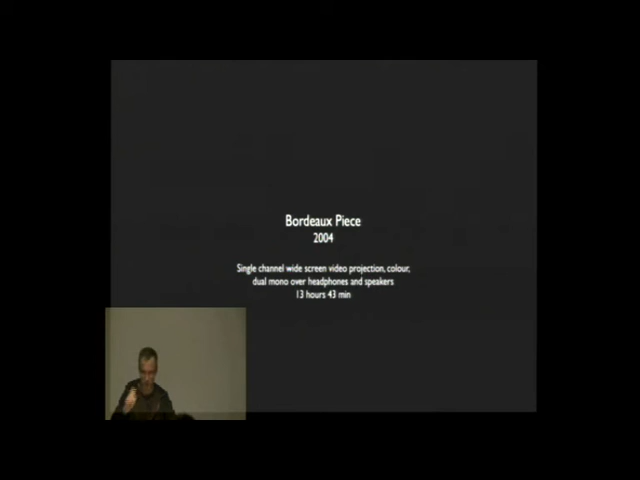 Bordeaux Piece
2004
Single channel wide screen video projection, colour,
dual mono over headphones and speakers
13 hours 43 min